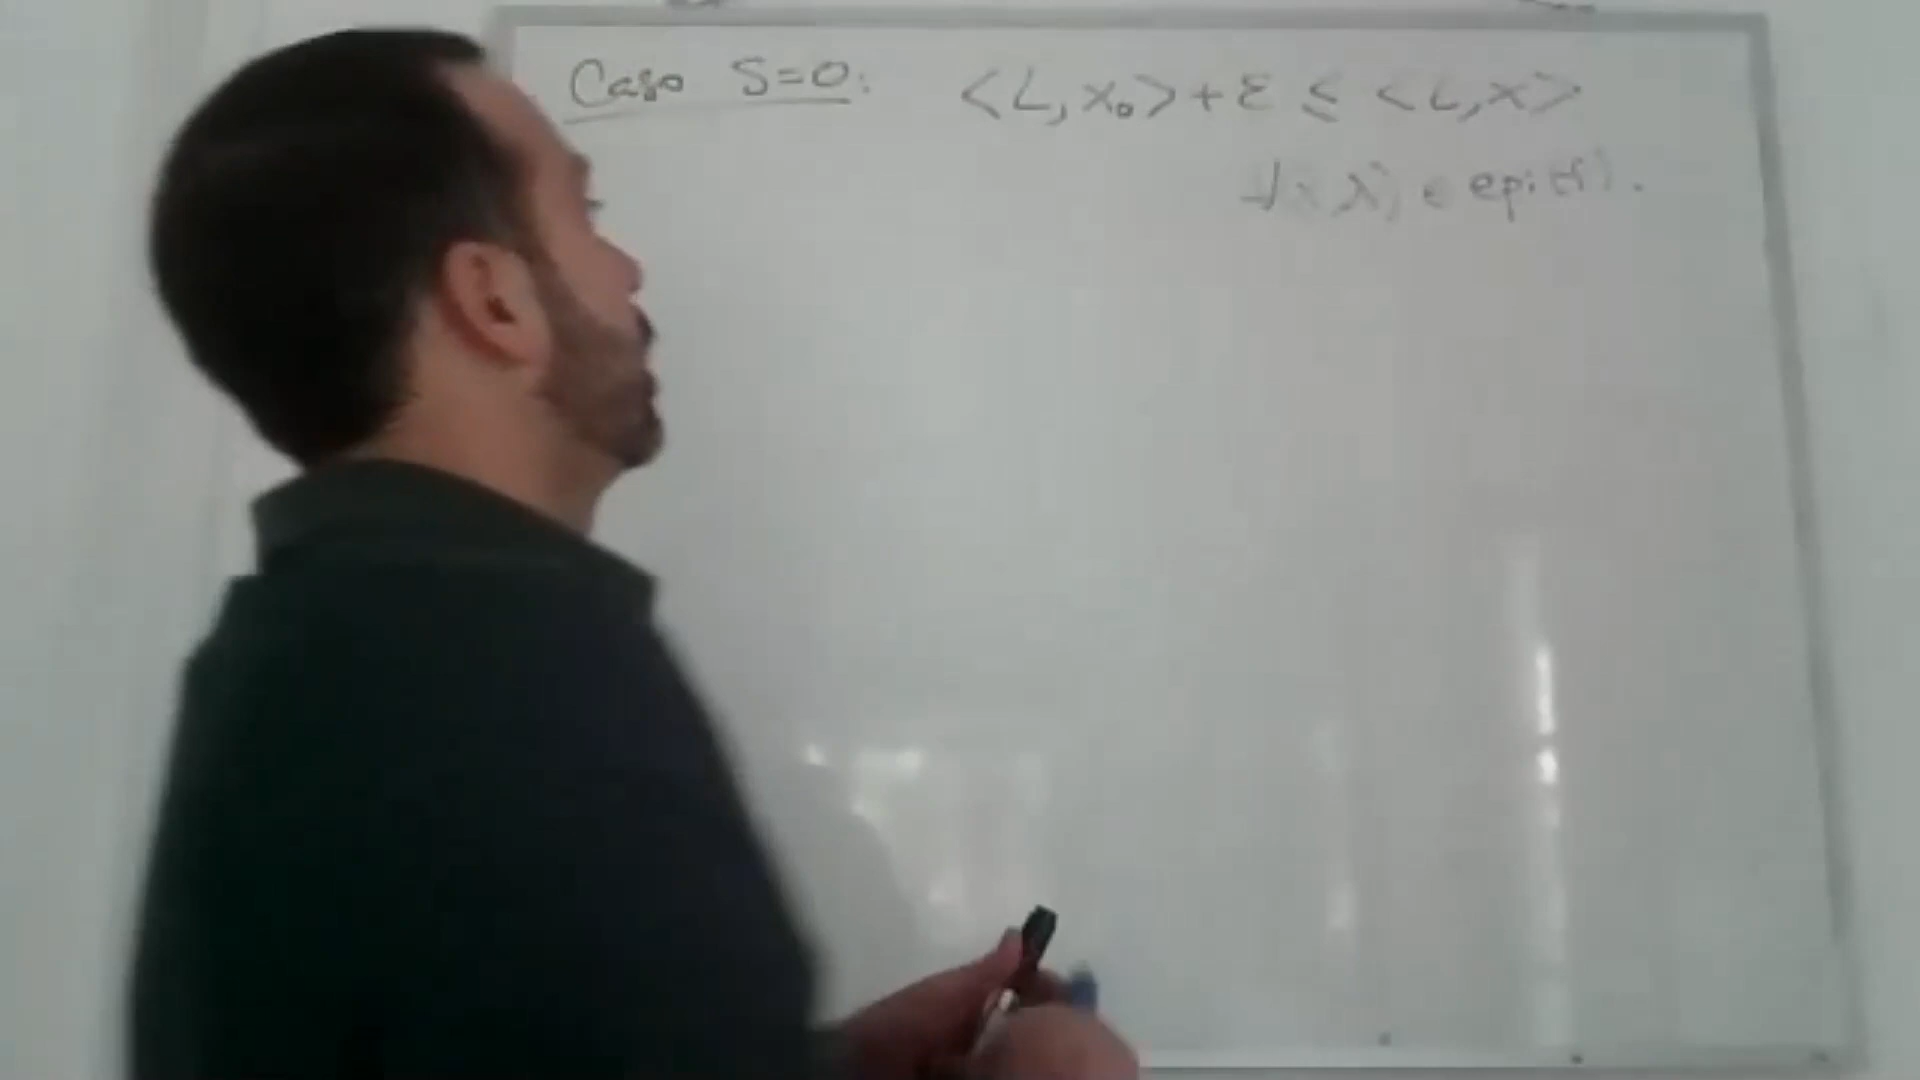 Caso S=0: <L,x₀>+ε ≤ <L,x>
∀(x,λ) ∈ epi(f).